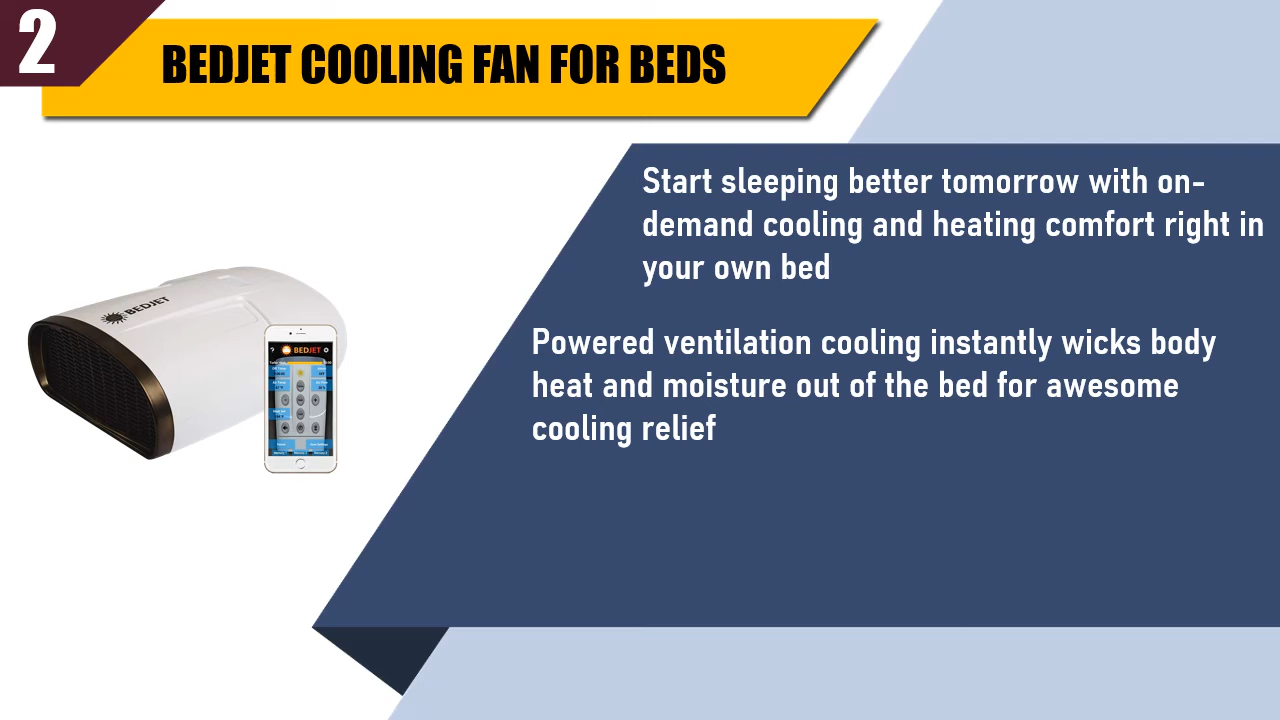 2
BEDJET COOLING FAN FOR BEDS
Start sleeping better tomorrow with on-
demand cooling and heating comfort right in
your own bed
Powered ventilation cooling instantly wicks body
heat and moisture out of the bed for awesome
cooling relief
BEDJET
BEDJET